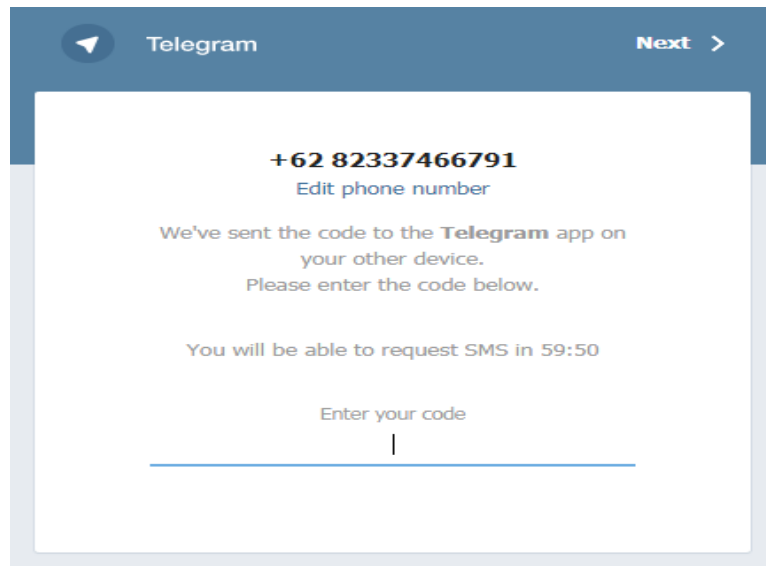 Telegram
Next >
+62 82337466791
Edit phone number
We've sent the code to the Telegram app on
your other device.
Please enter the code below.
You will be able to request SMS in 59:50
Enter your code